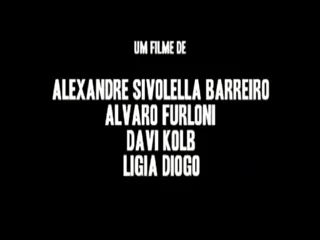 UM FILME DE
ALEXANDRE SIVOLELLA BARREIRO
ALVARO FURLONI
DAVI KOLB
LIGIA DIOGO